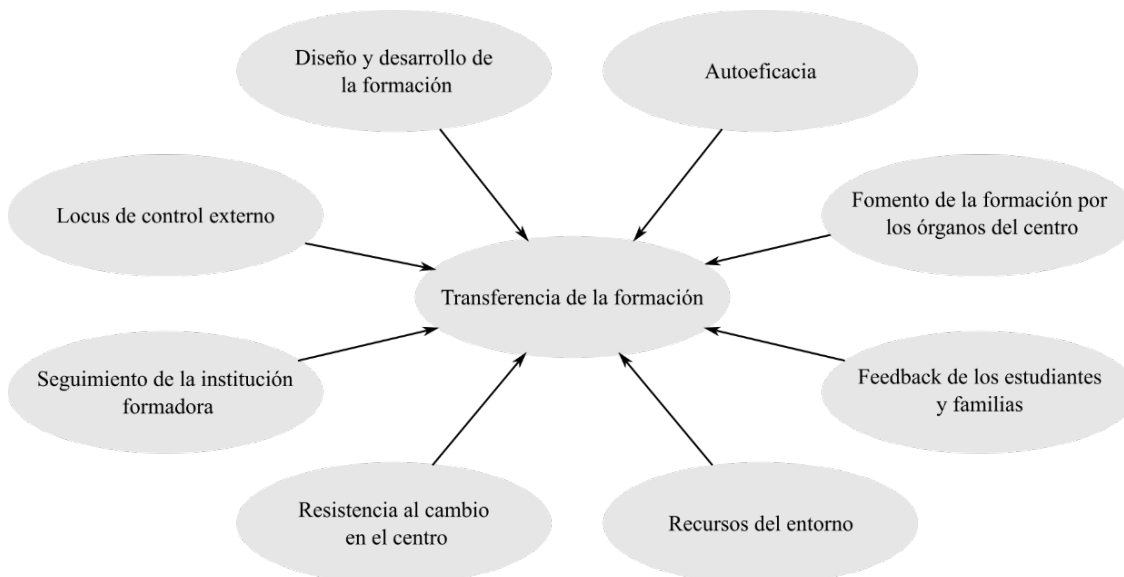 Diseño y desarrollo de
la formación
Autoeficacia
Locus de control externo
Fomento de la formación por
los órganos del centro
Transferencia de la formación
Seguimiento de la institución
formadora
Feedback de los estudiantes
y familias
Resistencia al cambio
en el centro
Recursos del entorno